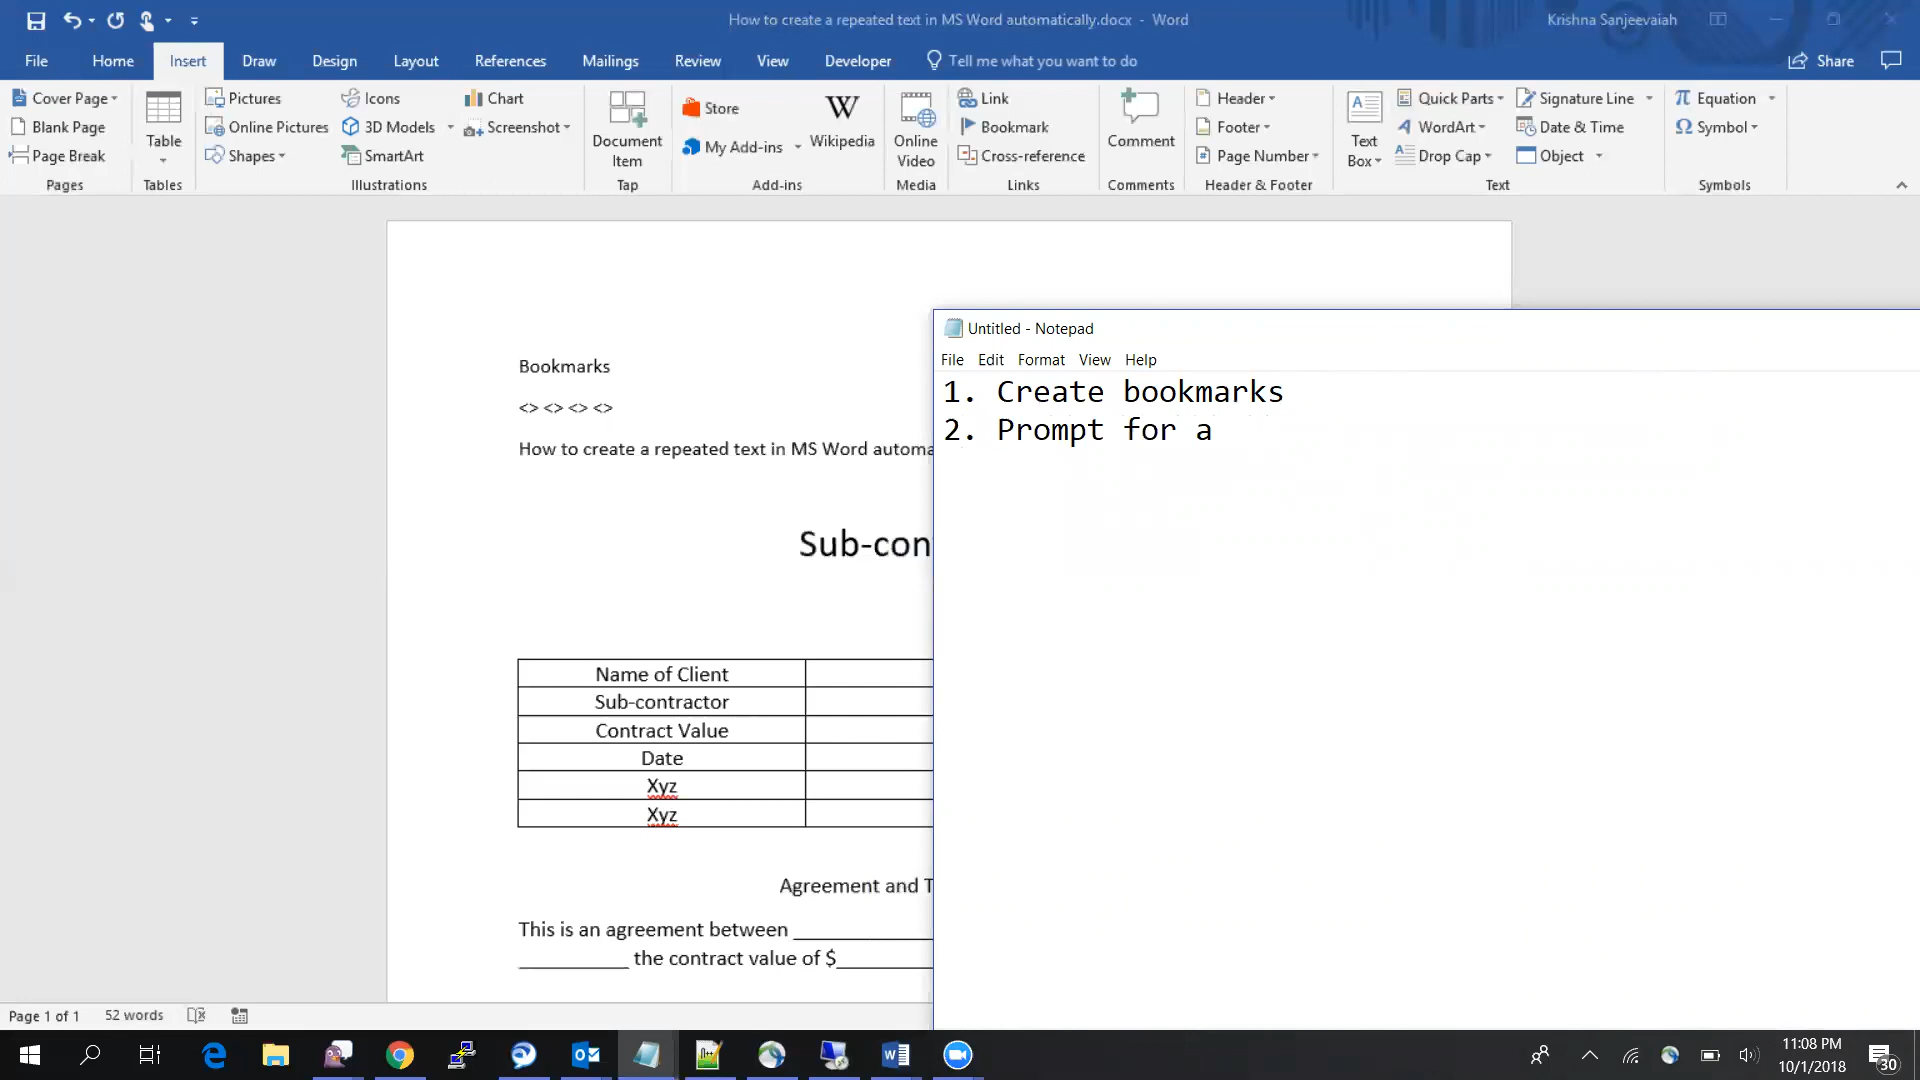 How to create a repeated text in MS Word automatically.docx - Word
Krishna Sanjeevaiah
File Home Insert Draw Design Layout References Mailings Review View Developer Tell me what you want to do Share
Cover Page
Blank Page
Page Break
Pages
Table
Tables
Pictures
Online Pictures
Shapes
Icons
3D Models
SmartArt
Chart
Screenshot
Illustrations
Document
Item
Tap
Store
My Add-ins
W
Wikipedia
Add-ins
Online
Video
Media
Link
Bookmark
Cross-reference
Links
Comment
Comments
Header
Footer
Page Number
Header & Footer
Text
Box
Quick Parts
WordArt
Drop Cap
Signature Line
Date & Time
Object
Text
Equation
Symbol
Symbols
Bookmarks
<> <> <> <>
How to create a repeated text in MS Word automa
Sub-con
Name of Client
Sub-contractor
Contract Value
Date
Xyz
Xyz
Agreement and T
This is an agreement between ______________
___________ the contract value of $__________
Untitled - Notepad
File Edit Format View Help
1. Create bookmarks
2. Prompt for a
Page 1 of 1 52 words
11:08 PM
10/1/2018
30